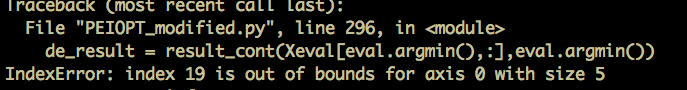 Traceback (most recent call last):
File "PEIOPT_modified.py", line 296, in <module>
de_result = result_cont(Xeval[eval.argmin(),:],eval.argmin())
IndexError: index 19 is out of bounds for axis 0 with size 5